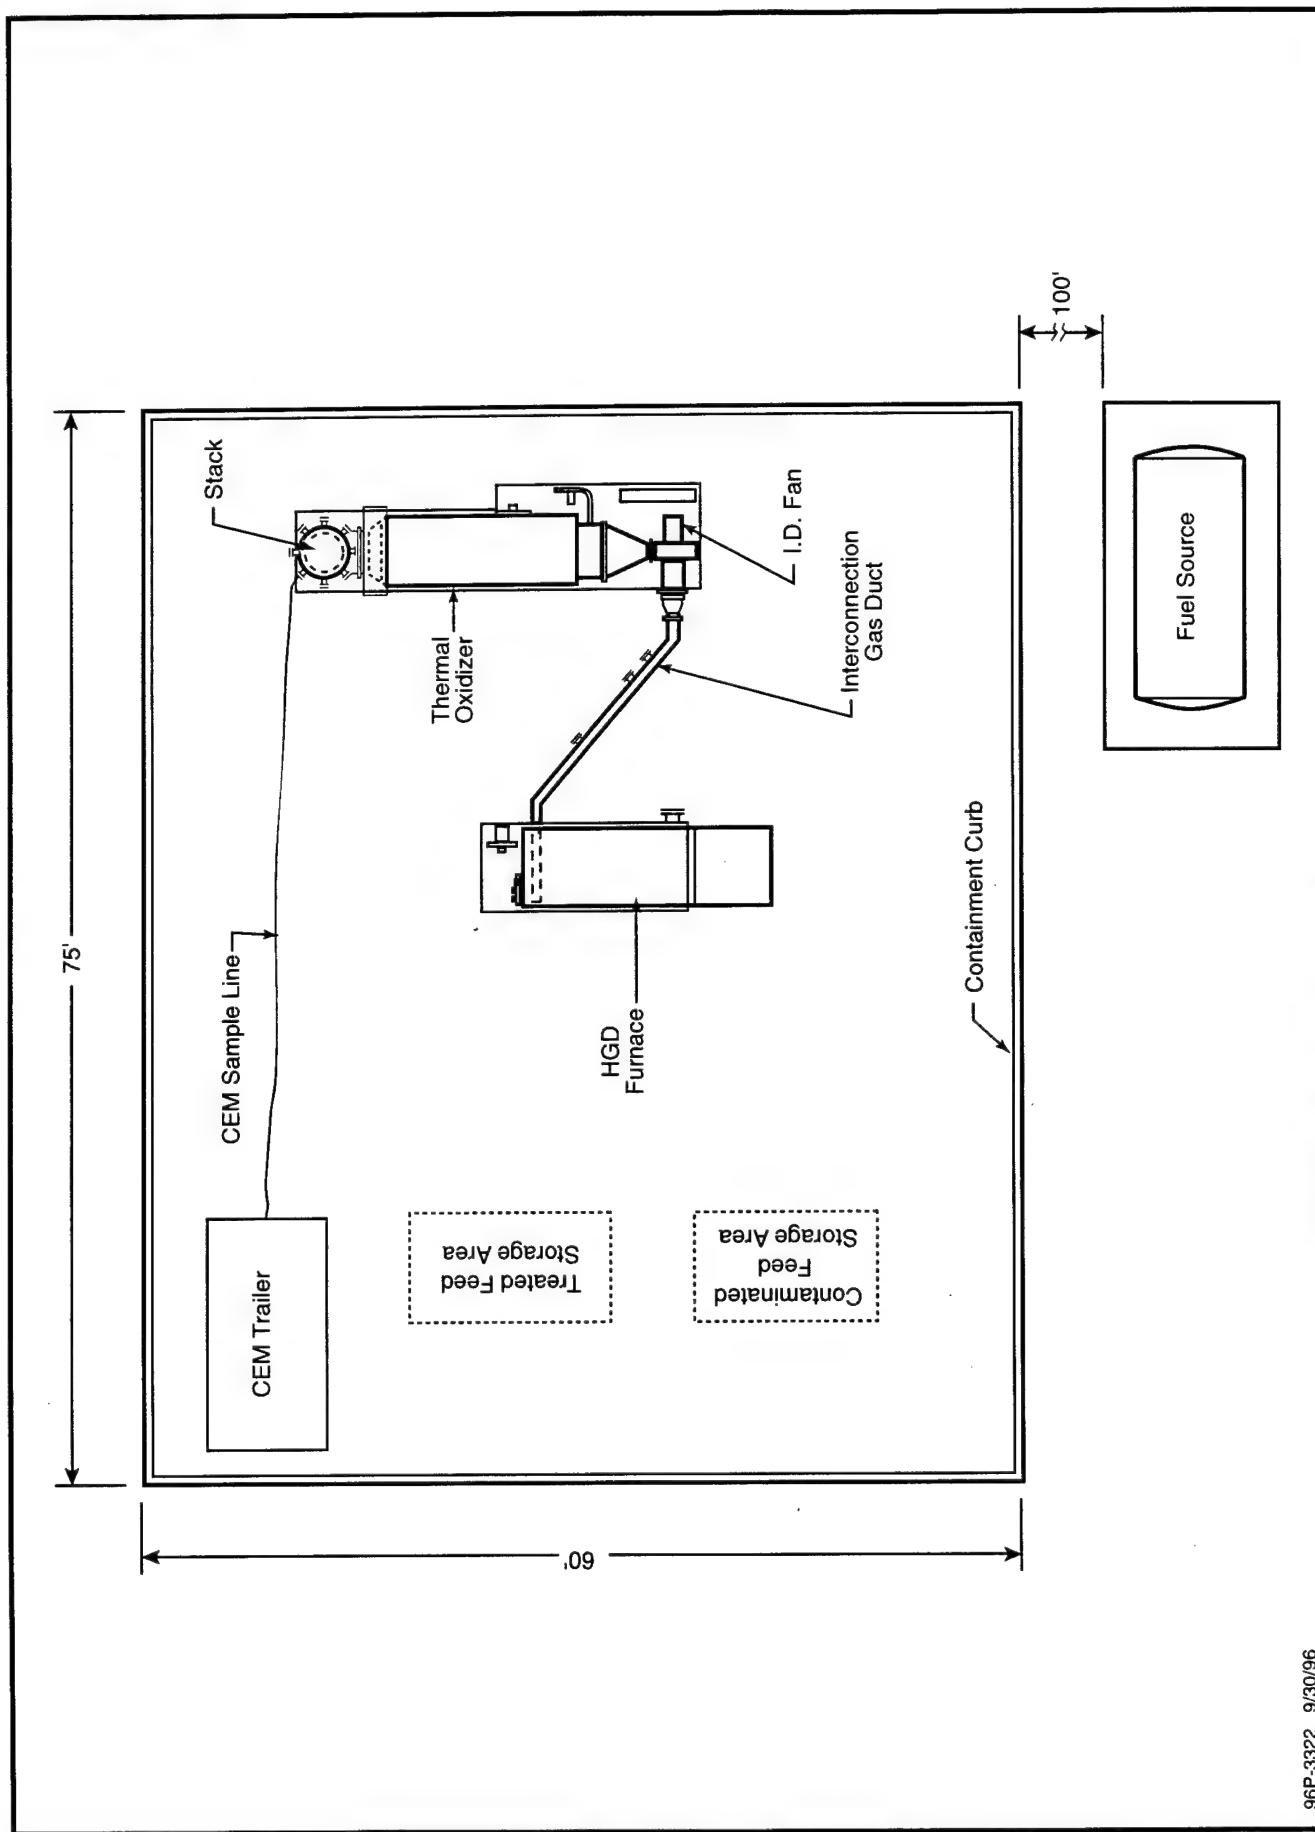 75'
Stack
CEM Sample Line
Thermal
Oxidizer
I.D. Fan
Interconnection
Gas Duct
HGD
Furnace
CEM Trailer
Treated Feed
Storage Area
Contaminated
Feed
Storage Area
Containment Curb
100'
Fuel Source
60'
96P-3322 9/30/96